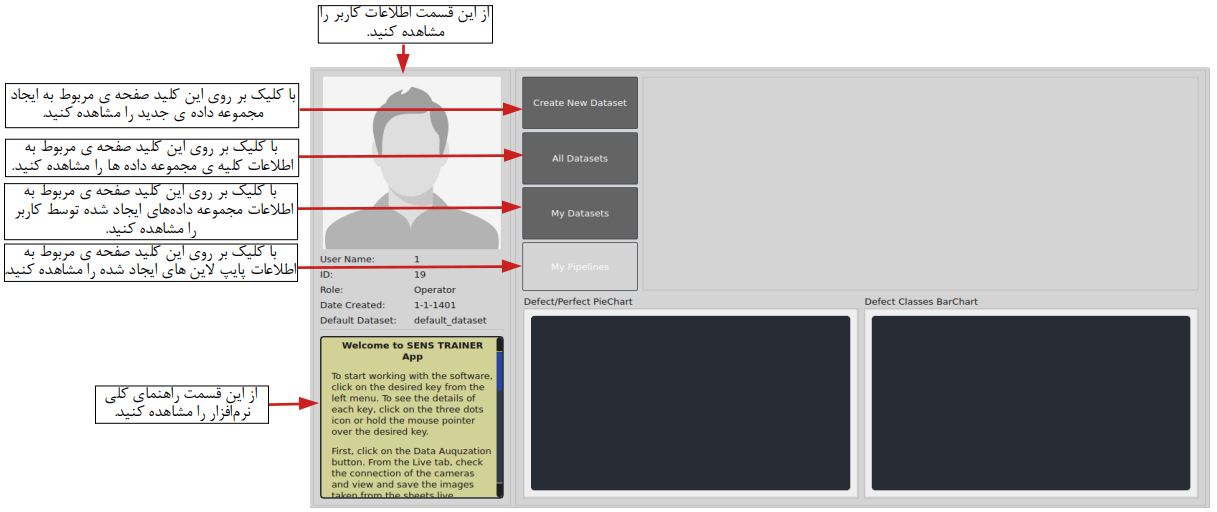 از این قسمت اطلاعات کاربر را
مشاهده کنید.
با کلیک بر روی این کلید صفحه ی مربوط به ایجاد
مجموعه داده ی جدید را مشاهده کنید.
با کلیک بر روی این کلید صفحه ی مربوط به
اطلاعات کلیه ی مجموعه داده ها را مشاهده کنید.
با کلیک بر روی این کلید صفحه ی مربوط به
اطلاعات مجموعه داده‌های ایجاد شده توسط کاربر
را مشاهده کنید.
با کلیک بر روی این کلید صفحه ی مربوط به
اطلاعات پایپ لاین های ایجاد شده را مشاهده کنید.
از این قسمت راهنمای کلی
نرم‌افزار را مشاهده کنید.
User Name: 1
ID: 19
Role: Operator
Date Created: 1-1-1401
Default Dataset: default_dataset
Welcome to SENS TRAINER
App
To start working with the software,
click on the desired key from the
left menu. To see the details of
each key, click on the three dots
icon or hold the mouse pointer
over the desired key.
First, click on the Data Auquzation
button. From the Live tab, check
the connection of the cameras
and view and save the images
taken from the sheets live
Create New Dataset
All Datasets
My Datasets
My Pipelines
Defect/Perfect PieChart
Defect Classes BarChart